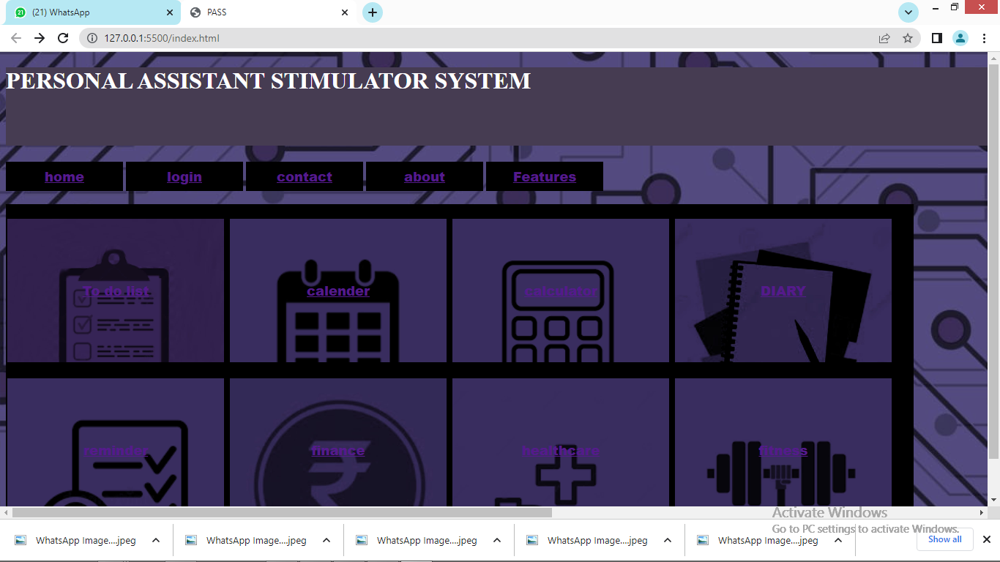 21 (21) WhatsApp PASS
127.0.0.1:5500/index.html
PERSONAL ASSISTANT STIMULATOR SYSTEM
home login contact about Features
To do list calender calculator DIARY
reminder finance healthcare fitness
Activate Windows
Go to PC settings to activate Windows.
WhatsApp Image....jpeg WhatsApp Image....jpeg WhatsApp Image....jpeg WhatsApp Image....jpeg WhatsApp Image....jpeg Show all